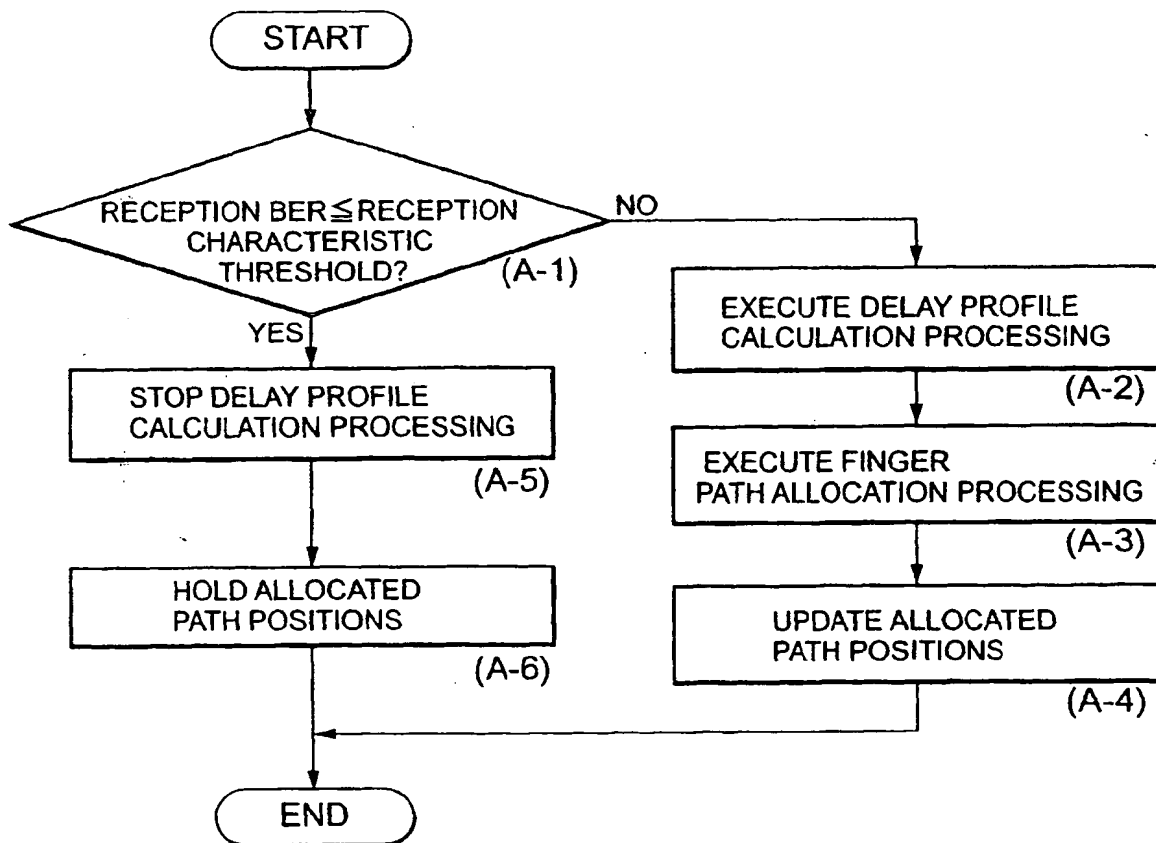 START
RECEPTION BER≦RECEPTION
CHARACTERISTIC
THRESHOLD?
(A-1)
NO
YES
STOP DELAY PROFILE
CALCULATION PROCESSING
(A-5)
HOLD ALLOCATED
PATH POSITIONS
(A-6)
EXECUTE DELAY PROFILE
CALCULATION PROCESSING
(A-2)
EXECUTE FINGER
PATH ALLOCATION PROCESSING
(A-3)
UPDATE ALLOCATED
PATH POSITIONS
(A-4)
END